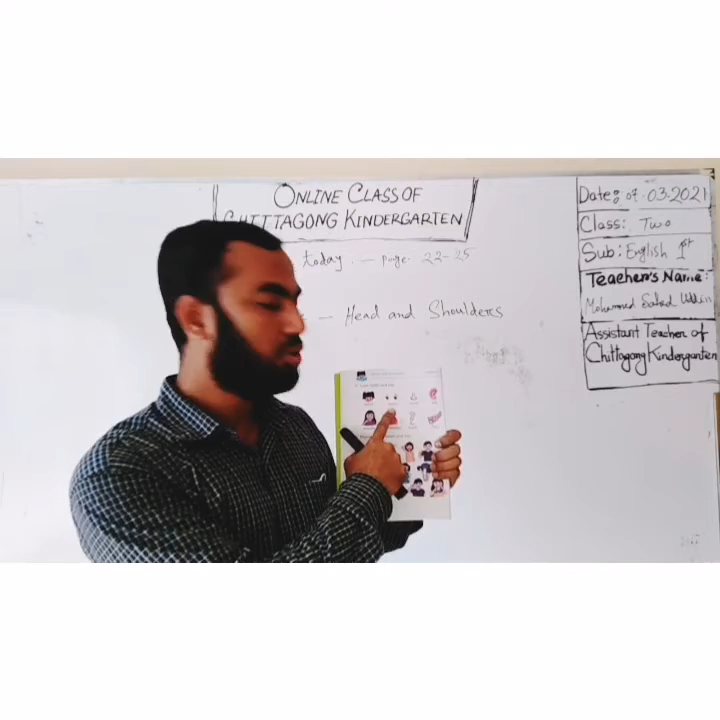 ONLINE CLASS OF
CHITTAGONG KINDERGARTEN
today. - page. 22-25
- Head and Shoulders
Date: 07.03.2021
Class: Two
Sub: English 1st
Teacher's Name:
Mohammed Uddin
Assistant Teacher of
Chittagong Kindergarten